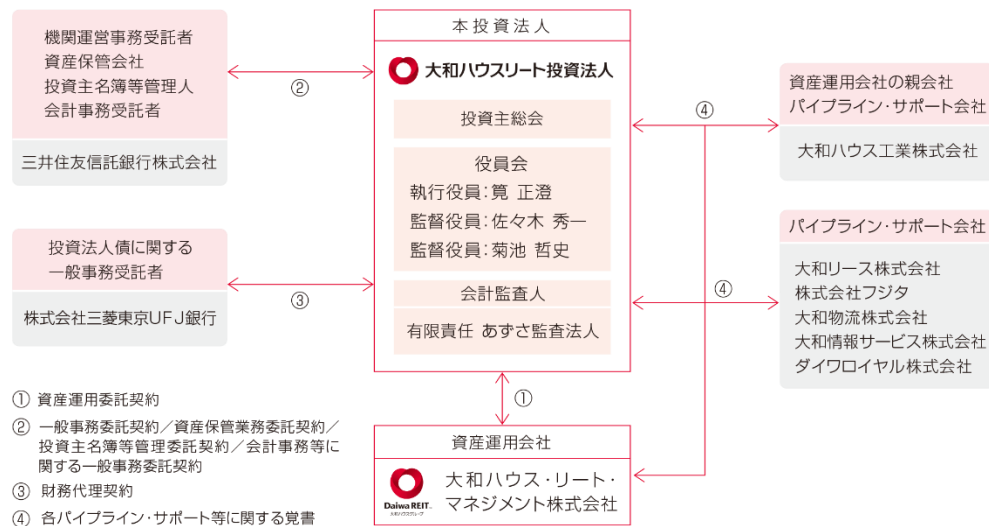 機関運営事務受託者
資産保管会社
投資主名簿等管理人
会計事務受託者
三井住友信託銀行株式会社
②
投資法人債に関する
一般事務受託者
株式会社三菱東京UFJ銀行
③
本投資法人
大和ハウスリート投資法人
投資主総会
役員会
執行役員:筧 正澄
監督役員:佐々木 秀一
監督役員:菊池 哲史
会計監査人
有限責任 あずさ監査法人
④
資産運用会社の親会社
パイプライン・サポート会社
大和ハウス工業株式会社
④
パイプライン・サポート会社
大和リース株式会社
株式会社フジタ
大和物流株式会社
大和情報サービス株式会社
ダイワロイヤル株式会社
①
資産運用会社
Daiwa REIT
大和ハウスグループ
大和ハウス・リート・
マネジメント株式会社
① 資産運用委託契約
② 一般事務委託契約/資産保管業務委託契約/
投資主名簿等管理委託契約/会計事務等に
関する一般事務委託契約
③ 財務代理契約
④ 各パイプライン・サポート等に関する覚書